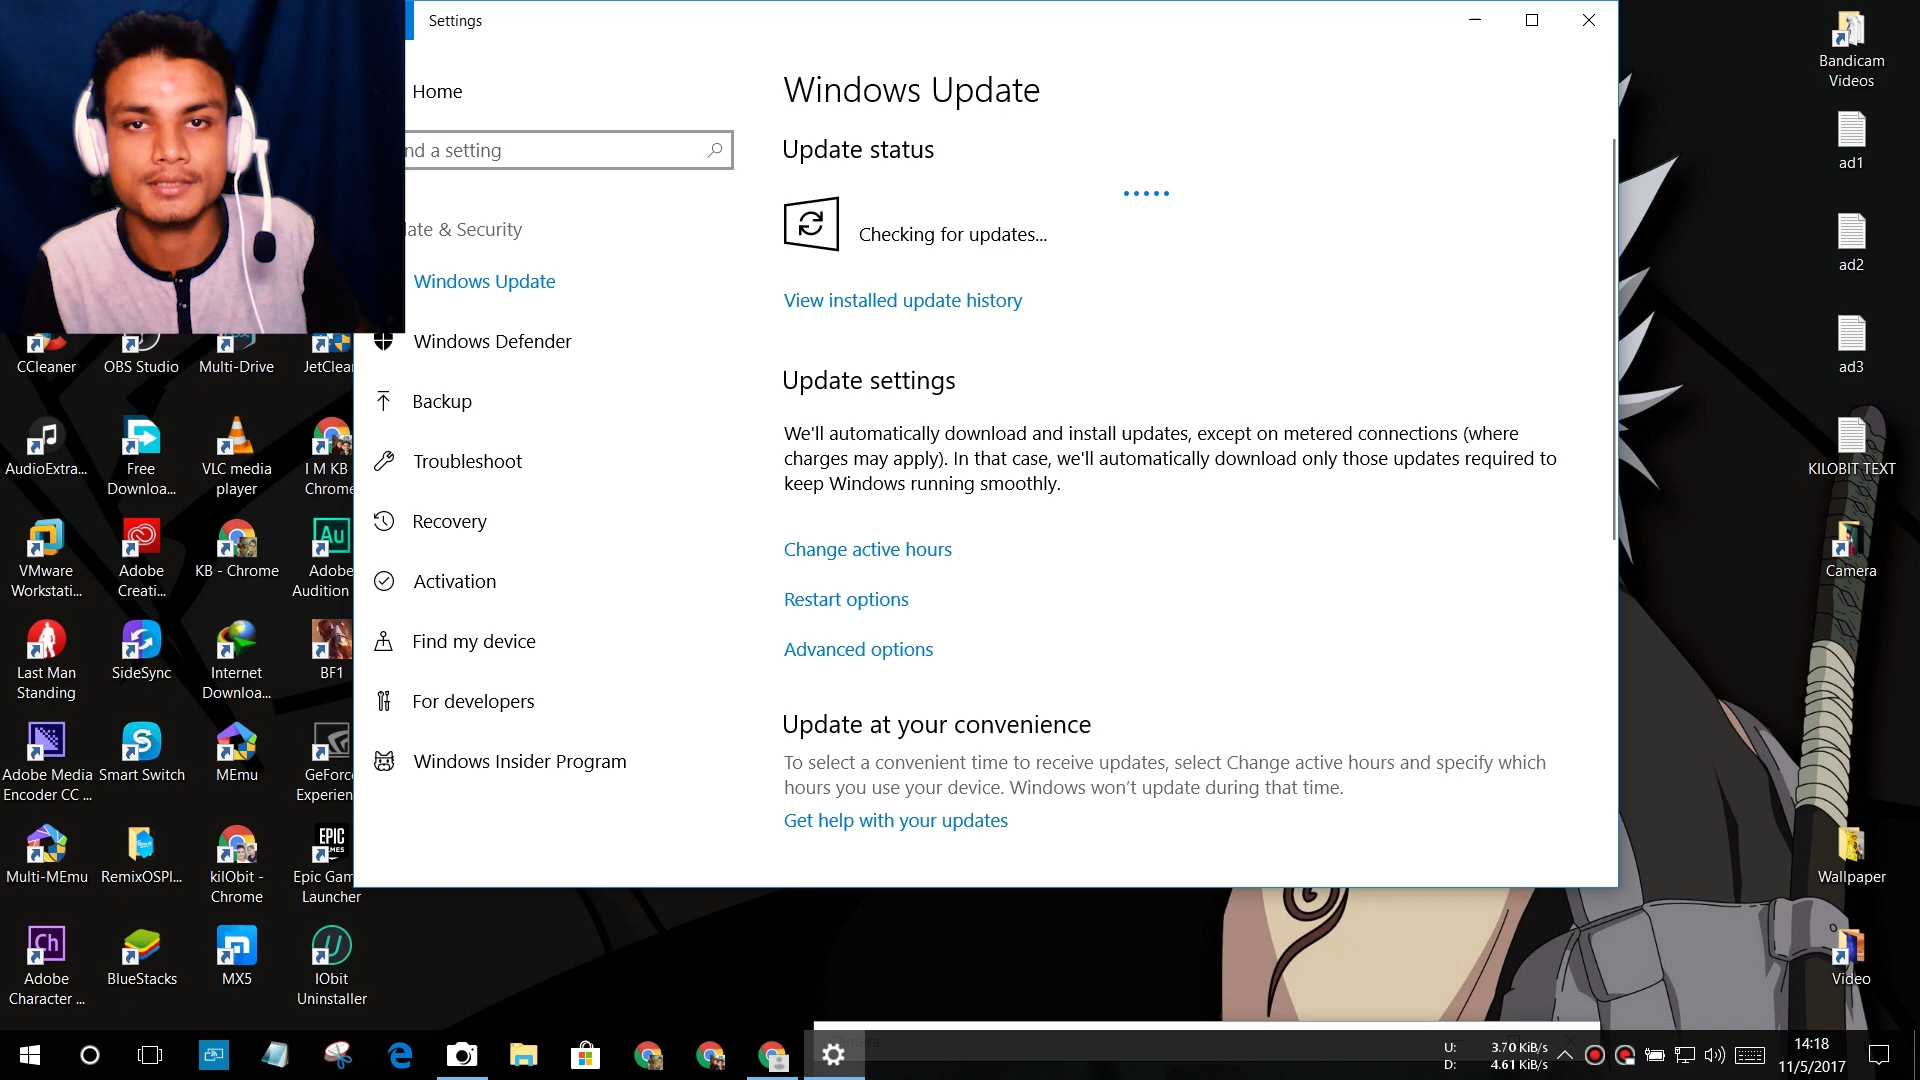 Settings
Home
nd a setting
late & Security
Windows Update
Windows Defender
Backup
Troubleshoot
Recovery
Activation
Find my device
For developers
Windows Insider Program
Windows Update
Update status
Checking for updates...
View installed update history
Update settings
We'll automatically download and install updates, except on metered connections (where
charges may apply). In that case, we'll automatically download only those updates required to
keep Windows running smoothly.
Change active hours
Restart options
Advanced options
Update at your convenience
To select a convenient time to receive updates, select Change active hours and specify which
hours you use your device. Windows won't update during that time.
Get help with your updates
CCleaner
OBS Studio
Multi-Drive
JetClea
AudioExtra...
Free
Downloa...
VLC media
player
I M KB
Chrome
VMware
Workstati...
Adobe
Creati...
KB - Chrome
Au
Adobe
Audition
Last Man
Standing
SideSync
Internet
Downloa...
BF1
Adobe Media
Encoder CC ...
S
Smart Switch
MEmu
GeForce
Experien
Multi-MEmu
RemixOSPl...
kilObit -
Chrome
EPIC
GAMES
Epic Gam
Launcher
Ch
Adobe
Character ...
BlueStacks
MX5
IObit
Uninstaller
Bandicam
Videos
ad1
ad2
ad3
KILOBIT TEXT
Camera
Wallpaper
Video
U: 3.70 KiB/s
D: 4.61 KiB/s
14:18
11/5/2017